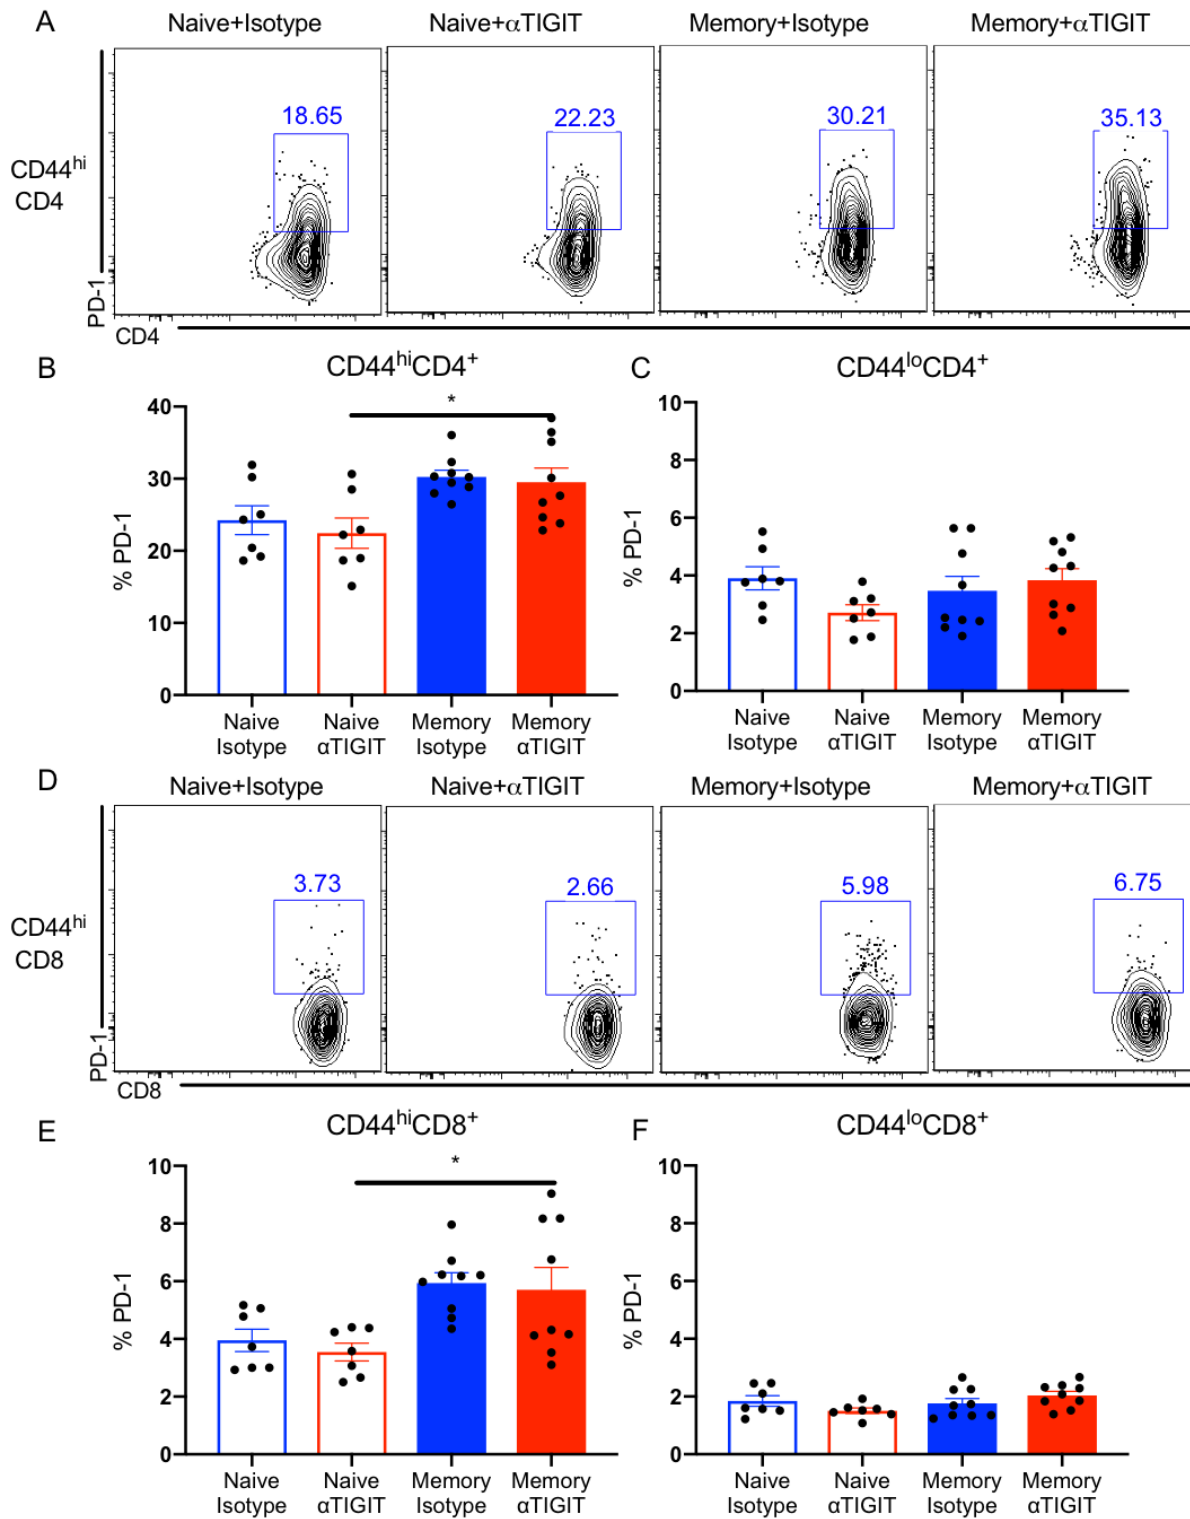 A
Naive+Isotype Naive+αTIGIT Memory+Isotype Memory+αTIGIT
18.65 22.23 30.21 35.13
CD44hi
CD4
PD-1
CD4
B
CD44hiCD4+
*
40
30
20
10
0
% PD-1
Naive Isotype
Naive αTIGIT
Memory Isotype
Memory αTIGIT
C
CD44loCD4+
10
8
6
4
2
0
% PD-1
Naive Isotype
Naive αTIGIT
Memory Isotype
Memory αTIGIT
D
Naive+Isotype Naive+αTIGIT Memory+Isotype Memory+αTIGIT
3.73 2.66 5.98 6.75
CD44hi
CD8
PD-1
CD8
E
CD44hiCD8+
*
10
8
6
4
2
0
% PD-1
Naive Isotype
Naive αTIGIT
Memory Isotype
Memory αTIGIT
F
CD44loCD8+
10
8
6
4
2
0
% PD-1
Naive Isotype
Naive αTIGIT
Memory Isotype
Memory αTIGIT